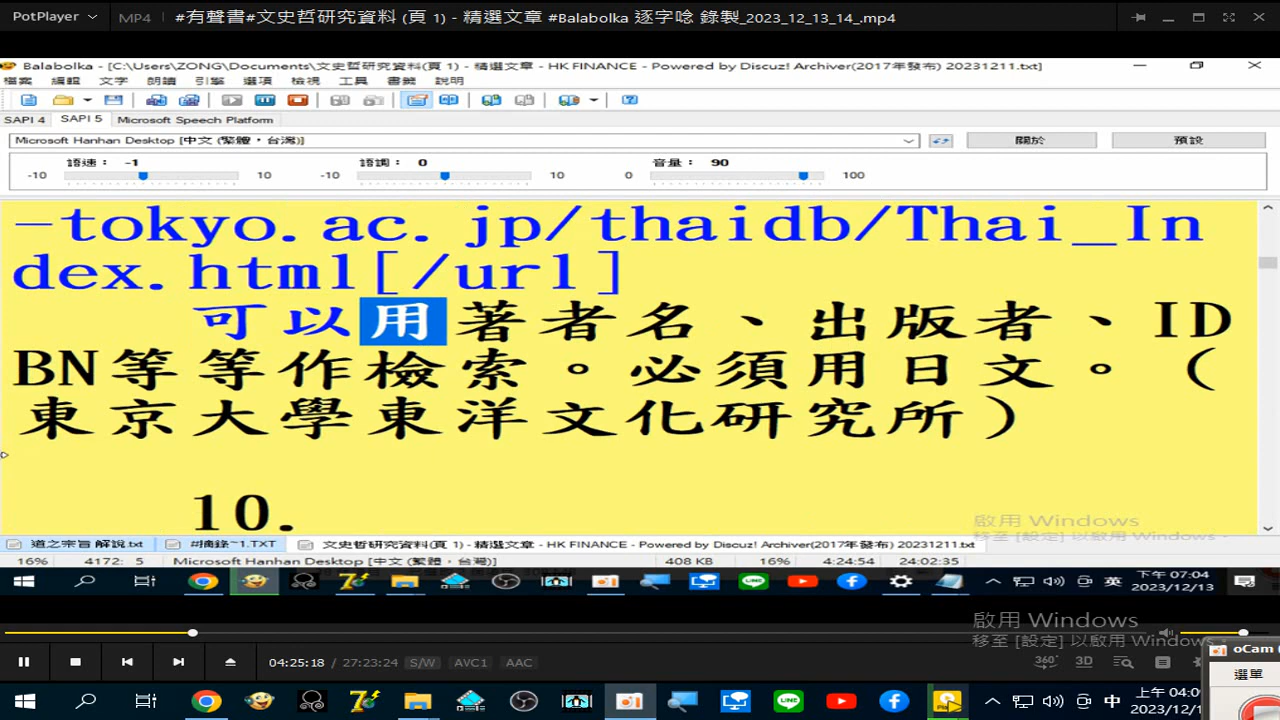 PotPlayer
MP4
#有聲書#文史哲研究資料 (頁 1) - 精選文章 #Balabolka 逐字唸 錄製_2023_12_13_14_.mp4
Balabolka - [C:\Users\ZONG\Documents\文史哲研究資料(頁 1) - 精選文章 - HK FINANCE - Powered by Discuz! Archiver(2017年發布) 20231211.txt]
檔案 編輯 文字 朗讀 引擎 選項 檢視 工具 書籤 說明
SAPI 4 SAPI 5 Microsoft Speech Platform
Microsoft Hanhan Desktop [中文 (繁體，台灣)]
關於
預設
語速： -1
語調： 0
音量： 90
-10 10 -10 10 0 100
-tokyo.ac.jp/thaidb/Thai_In
dex.html[/url]
可以用著者名、出版者、ID
BN等等作檢索。必須用日文。（
東京大學東洋文化研究所）
10.
啟用 Windows
移至 [設定] 以啟用 Windows。
道之宗旨 解說.txt
#摘錄~1.TXT
文史哲研究資料(頁 1) - 精選文章 - HK FINANCE - Powered by Discuz! Archiver(2017年發布) 20231211.txt
16% 4172: 5 Microsoft Hanhan Desktop [中文 (繁體，台灣)] 408 KB 16% 4:24:54 24:02:35
英
下午 07:04
2023/12/13
啟用 Windows
移至 [設定] 以啟用 Windows。
04:25:18 / 27:23:24 S/W AVC1 AAC
360° 3D
oCam (
選單
中
上午 04:0
2023/12/1